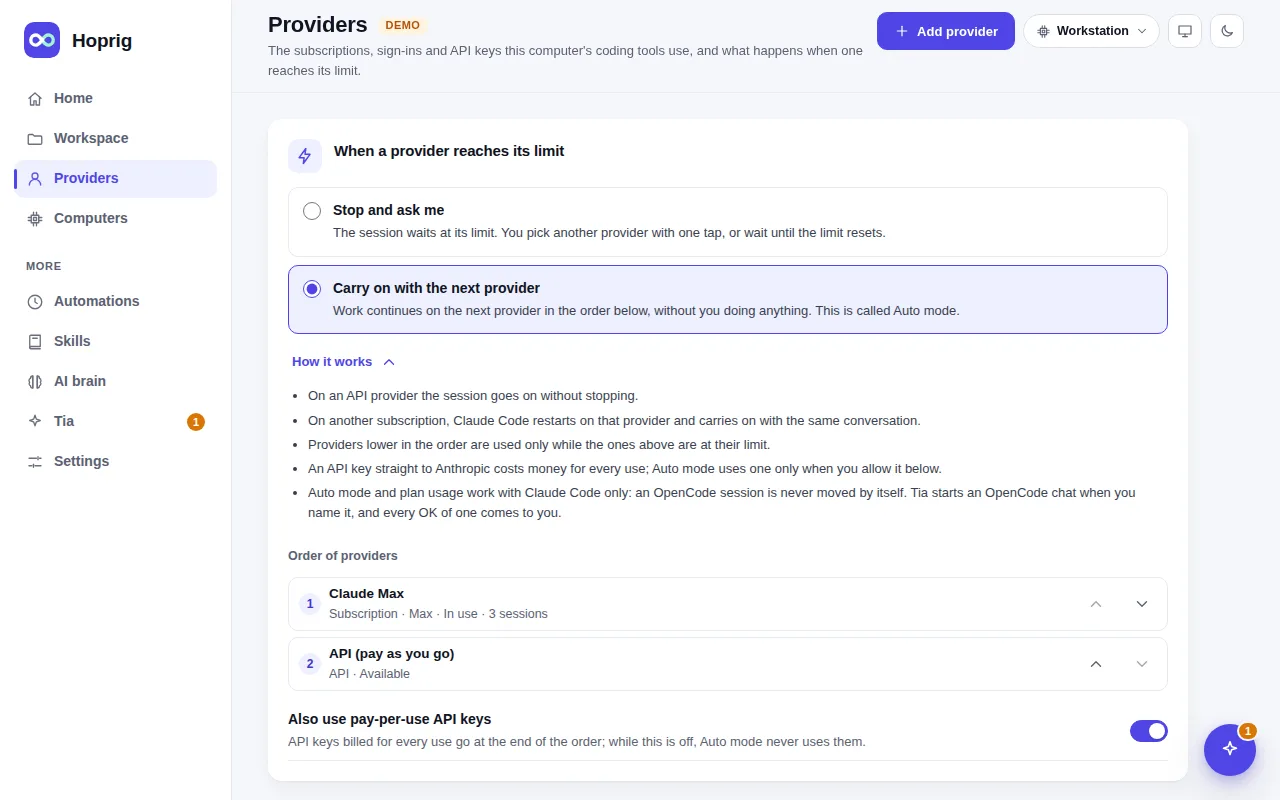 Hoprig
Home
Workspace
Providers
Computers
MORE
Automations
Skills
AI brain
Tia
1
Settings
Providers
DEMO
The subscriptions, sign-ins and API keys this computer's coding tools use, and what happens when one
reaches its limit.
Add provider
Workstation
When a provider reaches its limit
Stop and ask me
The session waits at its limit. You pick another provider with one tap, or wait until the limit resets.
Carry on with the next provider
Work continues on the next provider in the order below, without you doing anything. This is called Auto mode.
How it works
• On an API provider the session goes on without stopping.
• On another subscription, Claude Code restarts on that provider and carries on with the same conversation.
• Providers lower in the order are used only while the ones above are at their limit.
• An API key straight to Anthropic costs money for every use; Auto mode uses one only when you allow it below.
• Auto mode and plan usage work with Claude Code only: an OpenCode session is never moved by itself. Tia starts an OpenCode chat when you
name it, and every OK of one comes to you.
Order of providers
1
Claude Max
Subscription · Max · In use · 3 sessions
2
API (pay as you go)
API · Available
Also use pay-per-use API keys
API keys billed for every use go at the end of the order; while this is off, Auto mode never uses them.
1